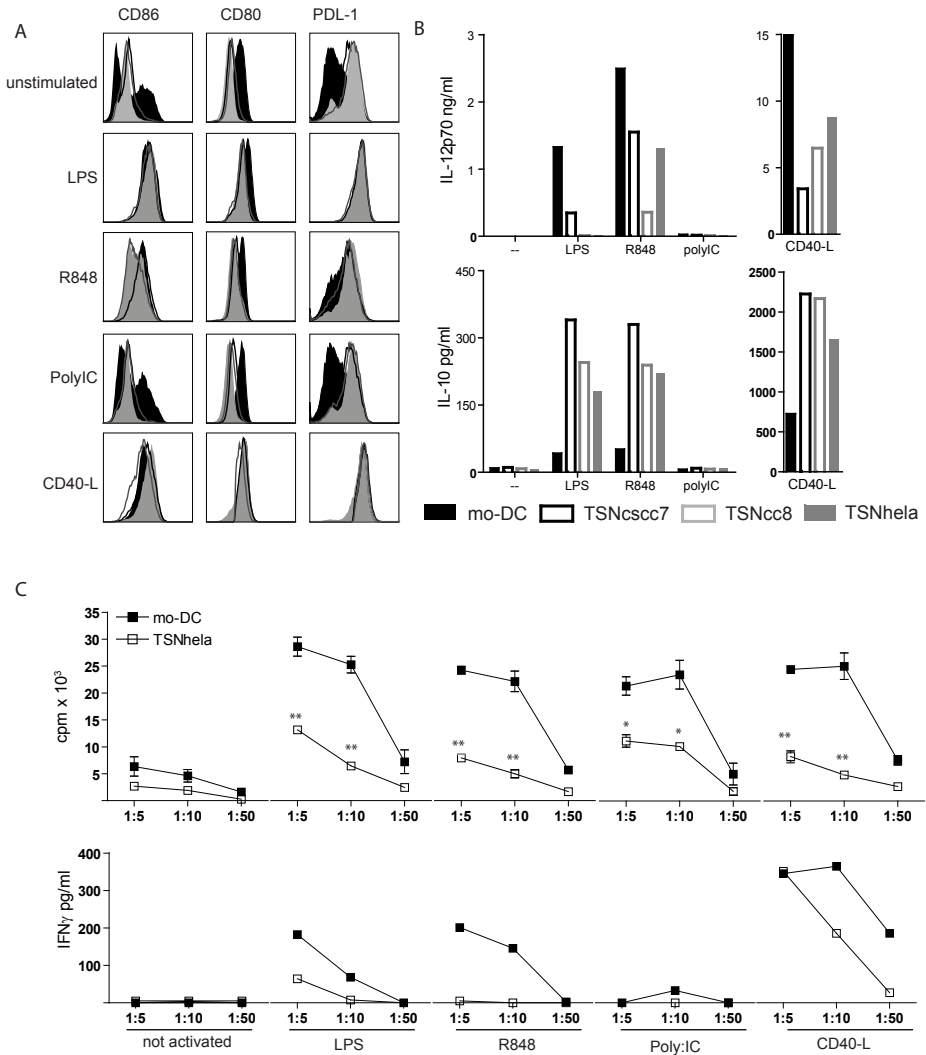 A
CD86 CD80 PDL-1
unstimulated
LPS
R848
PolyIC
CD40-L
B
IL-12p70 ng/ml
3
2
1
0
-- LPS R848 polyIC
15
10
5
0
CD40-L
IL-10 pg/ml
450
300
150
0
-- LPS R848 polyIC
2500
2000
1500
1000
500
0
CD40-L
mo-DC TSNcscc7 TSNcc8 TSNhela
C
mo-DC
TSNhela
cpm x 10³
35
30
25
20
15
10
5
** ** ** ** * * ** **
1:5 1:10 1:50 1:5 1:10 1:50 1:5 1:10 1:50 1:5 1:10 1:50 1:5 1:10 1:50
IFNγ pg/ml
400
300
200
100
1:5 1:10 1:50 1:5 1:10 1:50 1:5 1:10 1:50 1:5 1:10 1:50 1:5 1:10 1:50
not activated LPS R848 Poly:IC CD40-L